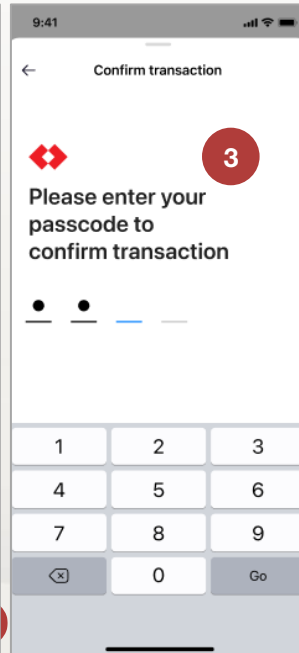 9:41
Confirm transaction
3
Please enter your
passcode to
confirm transaction
1 2 3
4 5 6
7 8 9
0 Go